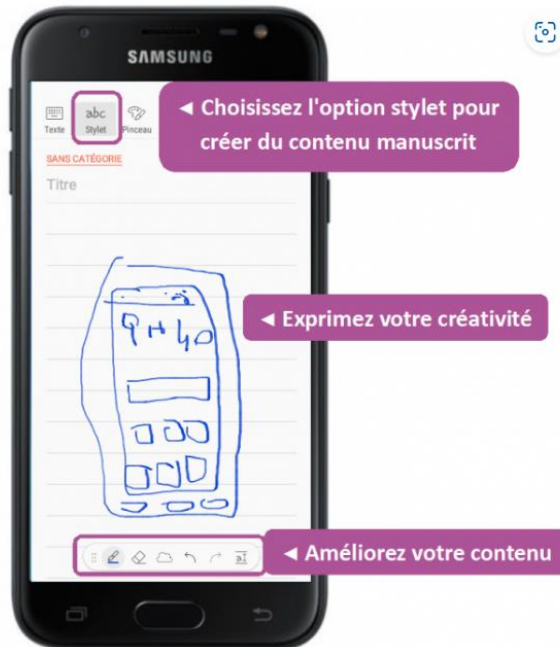 SAMSUNG
Texte
abc
Stylet
Pinceau
◄ Choisissez l'option stylet pour
créer du contenu manuscrit
SANS CATÉGORIE
Titre
9H40
◄ Exprimez votre créativité
◄ Améliorez votre contenu